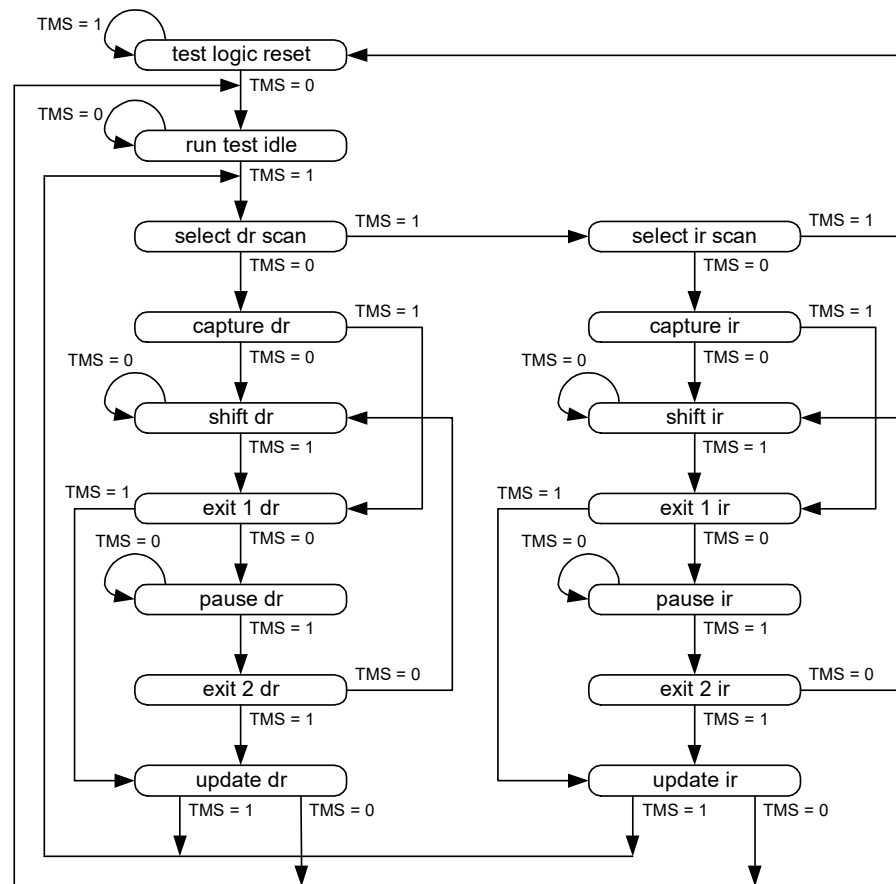 TMS = 1
test logic reset
TMS = 0
TMS = 0
run test idle
TMS = 1
select dr scan
TMS = 1
select ir scan
TMS = 1
TMS = 0
TMS = 0
capture dr
TMS = 1
capture ir
TMS = 1
TMS = 0
TMS = 0
TMS = 0
TMS = 0
shift dr
shift ir
TMS = 1
TMS = 1
TMS = 1
exit 1 dr
TMS = 1
exit 1 ir
TMS = 0
TMS = 0
TMS = 0
TMS = 0
pause dr
pause ir
TMS = 1
TMS = 1
exit 2 dr
TMS = 0
exit 2 ir
TMS = 0
TMS = 1
TMS = 1
update dr
update ir
TMS = 1
TMS = 0
TMS = 1
TMS = 0